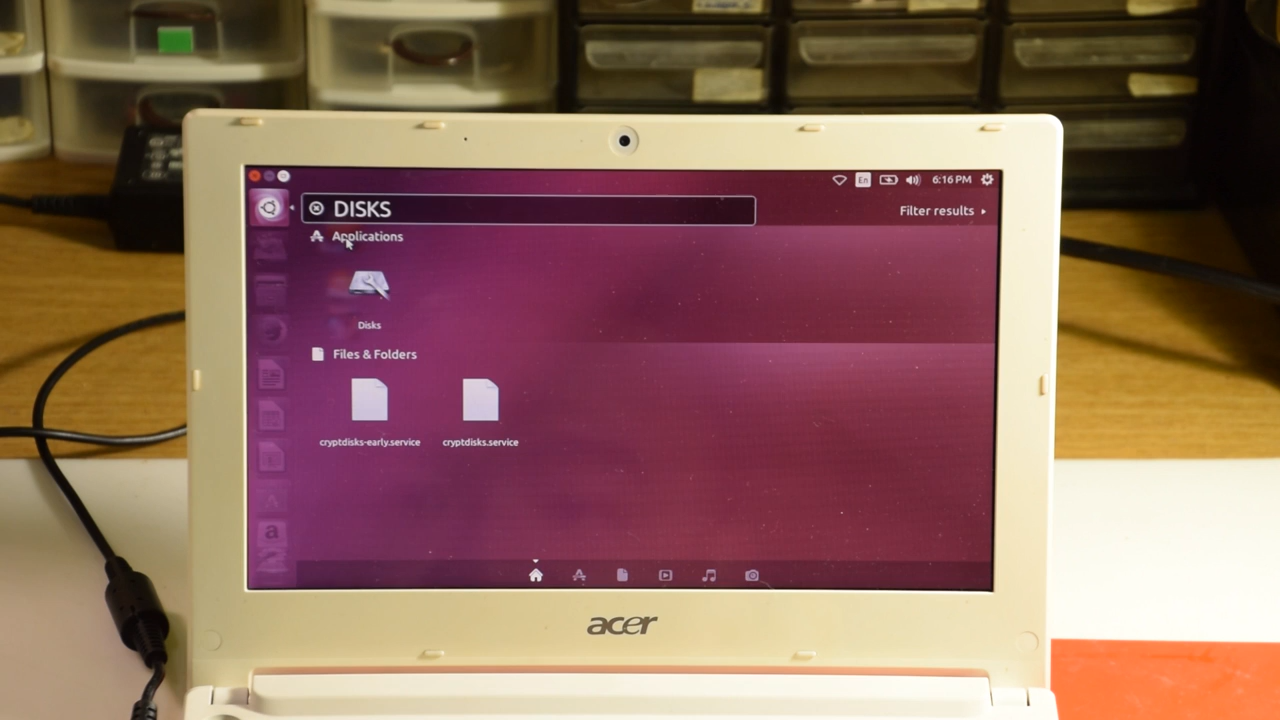 En
6:16 PM
DISKS
Filter results
Applications
Disks
Files & Folders
cryptdisks-early.service
cryptdisks.service
a
acer